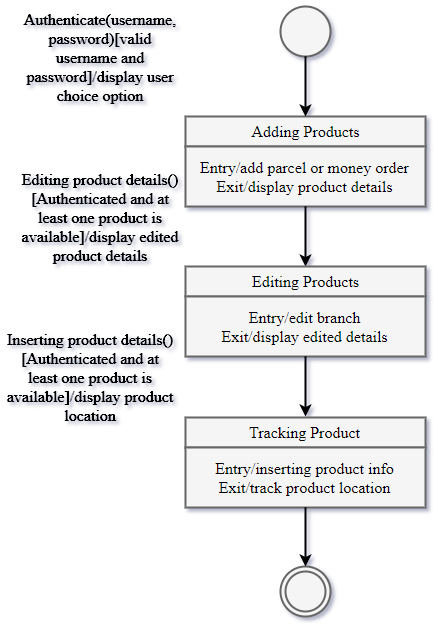 Authenticate(username,
password)[valid
username and
password]/display user
choice option
Adding Products
Entry/add parcel or money order
Exit/display product details
Editing product details()
[Authenticated and at
least one product is
available]/display edited
product details
Editing Products
Entry/edit branch
Exit/display edited details
Inserting product details()
[Authenticated and at
least one product is
available]/display product
location
Tracking Product
Entry/inserting product info
Exit/track product location